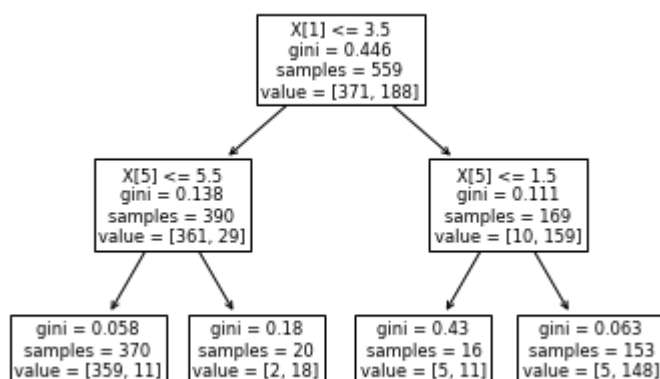 X[1] <= 3.5
gini = 0.446
samples = 559
value = [371, 188]
X[5] <= 5.5
gini = 0.138
samples = 390
value = [361, 29]
X[5] <= 1.5
gini = 0.111
samples = 169
value = [10, 159]
gini = 0.058
samples = 370
value = [359, 11]
gini = 0.18
samples = 20
value = [2, 18]
gini = 0.43
samples = 16
value = [5, 11]
gini = 0.063
samples = 153
value = [5, 148]